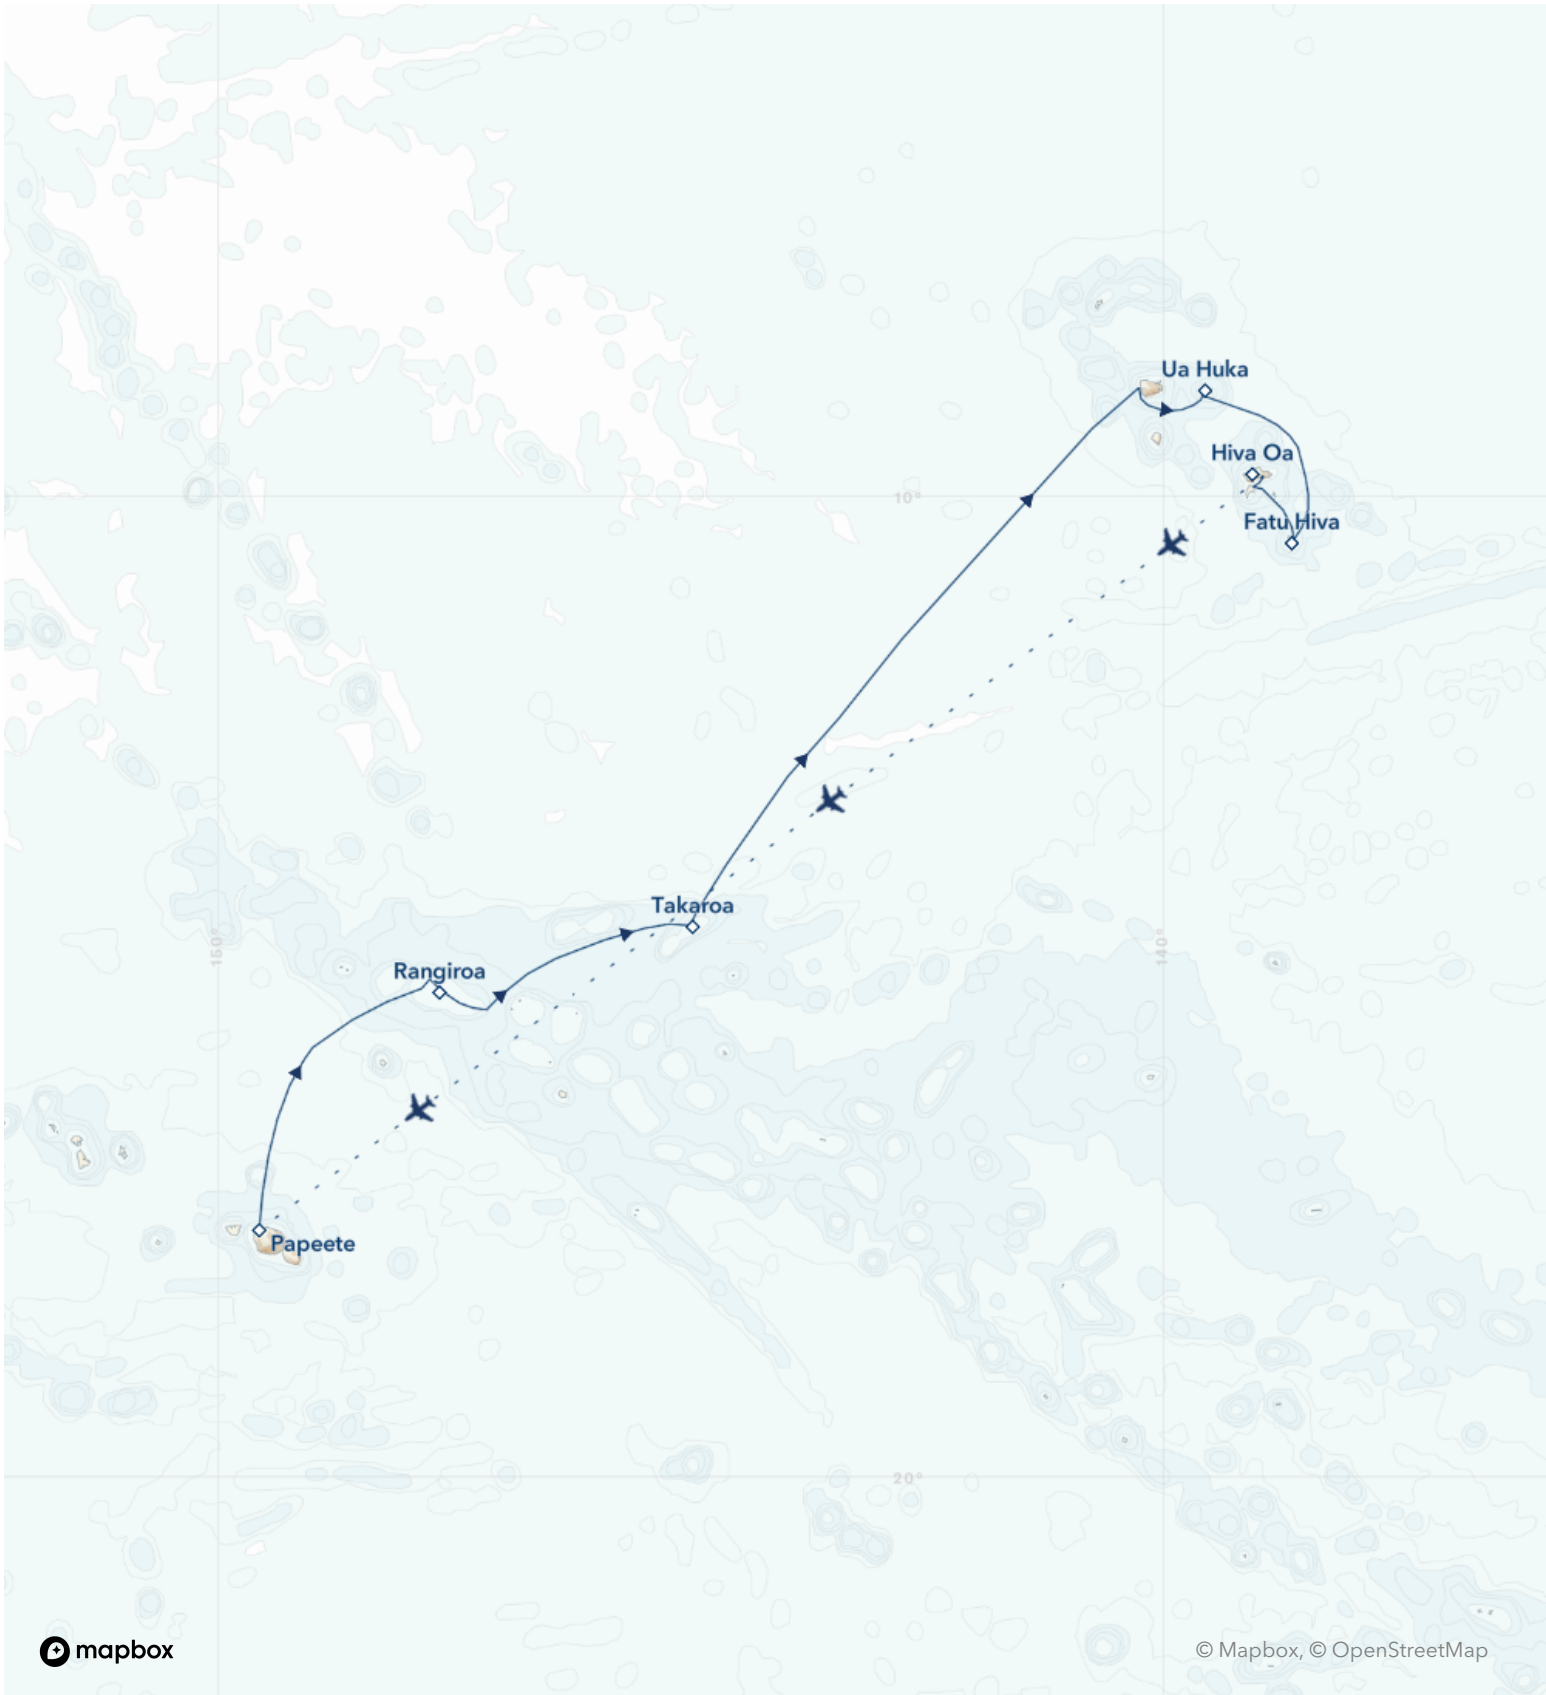 Ua Huka
Hiva Oa
10°
Fatu Hiva
Takaroa
150°
140°
Rangiroa
Papeete
20°
mapbox
© Mapbox, © OpenStreetMap